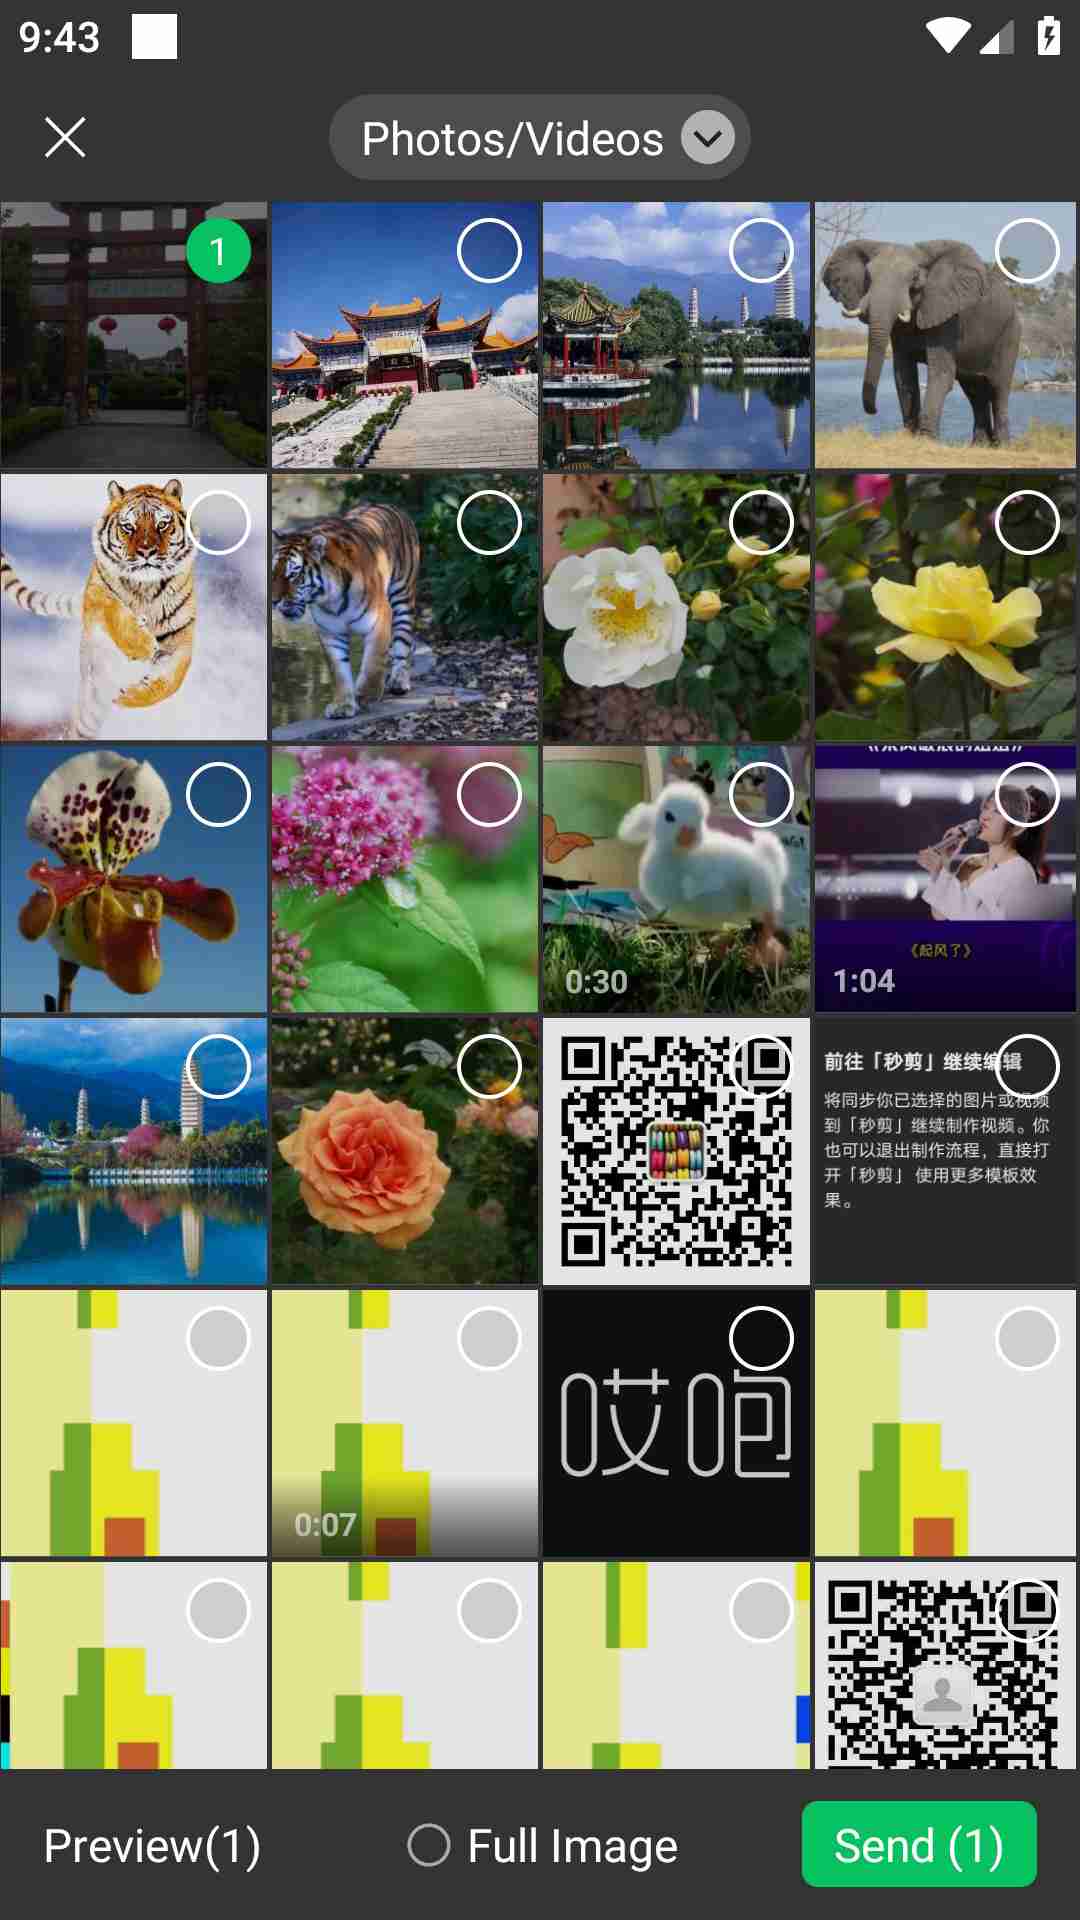 9:43
Photos/Videos
1
0:30
《起风了》
1:04
前往「秒剪」继续编辑
将同步你已选择的图片或视频
到「秒剪」继续制作视频。你
也可以退出制作流程，直接打
开「秒剪」使用更多模板效
果。
0:07
哎咆
Preview(1)
Full Image
Send (1)